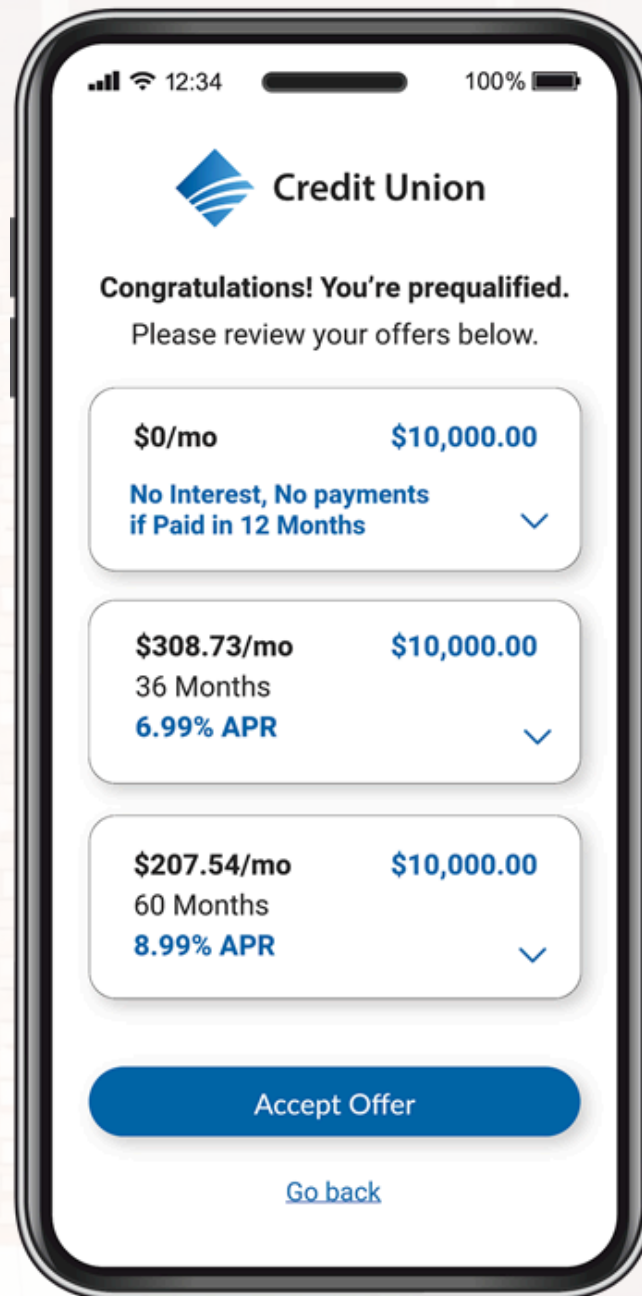 12:34 100%
Credit Union
Congratulations! You’re prequalified.
Please review your offers below.
$0/mo $10,000.00
No Interest, No payments
if Paid in 12 Months
$308.73/mo $10,000.00
36 Months
6.99% APR
$207.54/mo $10,000.00
60 Months
8.99% APR
Accept Offer
Go back